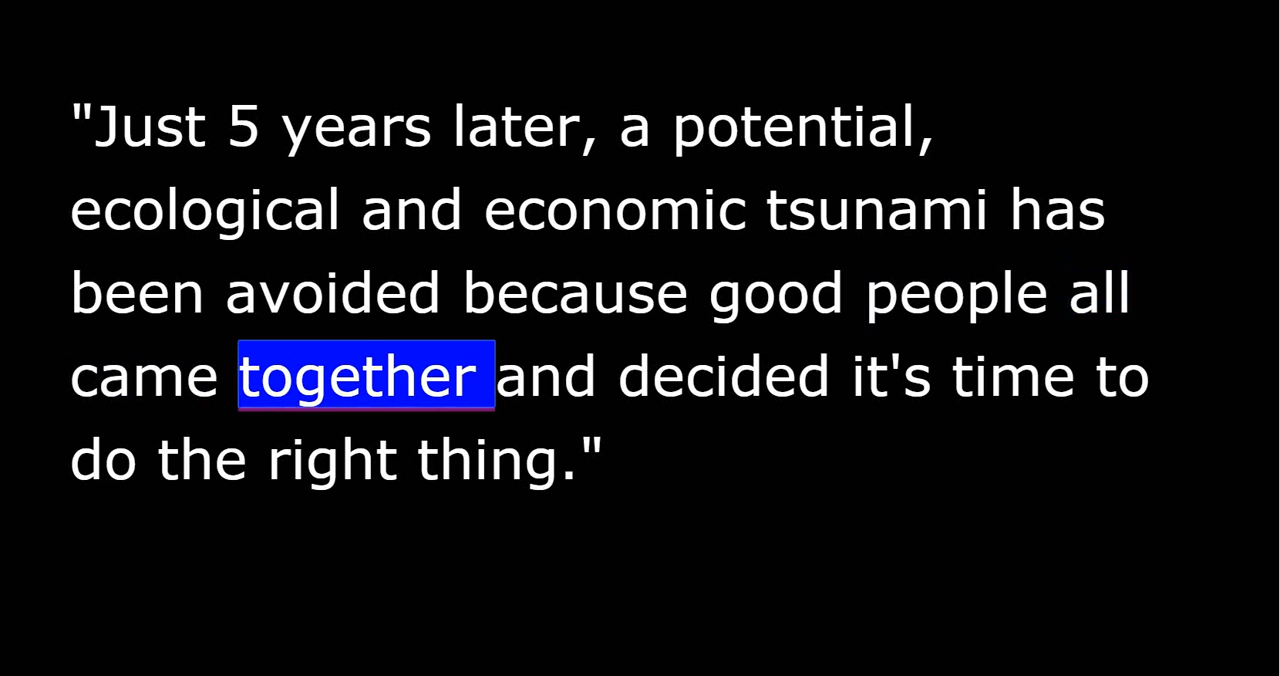 "Just 5 years later, a potential,
ecological and economic tsunami has
been avoided because good people all
came together and decided it's time to
do the right thing."